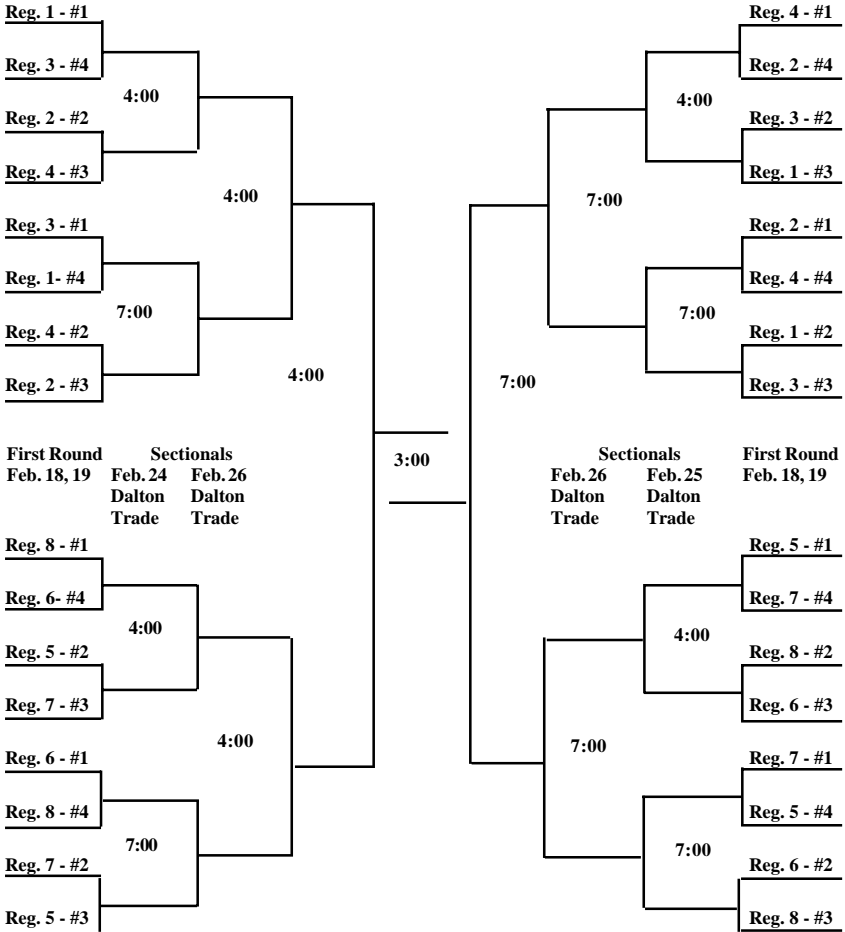 Reg. 1 - #1
Reg. 3 - #4
4:00
Reg. 2 - #2
Reg. 4 - #3
4:00
Reg. 3 - #1
Reg. 1- #4
7:00
Reg. 4 - #2
Reg. 2 - #3
4:00
First Round
Feb. 18, 19
Sectionals
Feb. 24 Feb. 26
Dalton Dalton
Trade Trade
Reg. 8 - #1
Reg. 6- #4
4:00
Reg. 5 - #2
Reg. 7 - #3
4:00
Reg. 6 - #1
Reg. 8 - #4
7:00
Reg. 7 - #2
Reg. 5 - #3
3:00
Reg. 4 - #1
Reg. 2 - #4
4:00
Reg. 3 - #2
Reg. 1 - #3
7:00
Reg. 2 - #1
Reg. 4 - #4
7:00
Reg. 1 - #2
Reg. 3 - #3
7:00
Sectionals
Feb. 26 Feb. 25
Dalton Dalton
Trade Trade
First Round
Feb. 18, 19
Reg. 5 - #1
Reg. 7 - #4
4:00
Reg. 8 - #2
Reg. 6 - #3
7:00
Reg. 7 - #1
Reg. 5 - #4
7:00
Reg. 6 - #2
Reg. 8 - #3